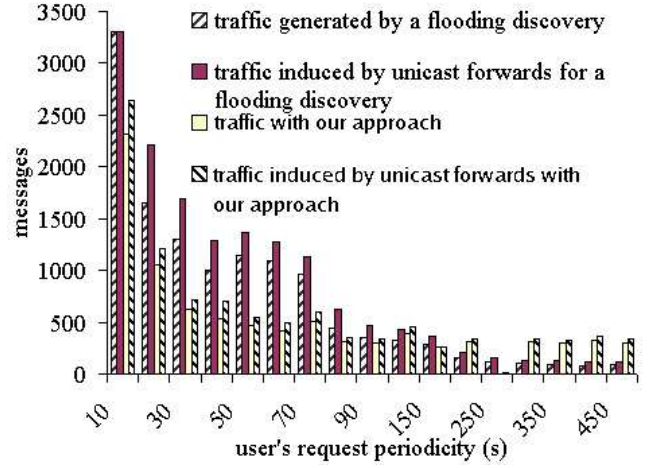 3500
3000
2500
2000
1500
1000
500
0
messages
traffic generated by a flooding discovery
traffic induced by unicast forwards for a
flooding discovery
traffic with our approach
traffic induced by unicast forwards with
our approach
10
30
50
70
90
150
250
350
450
user's request periodicity (s)